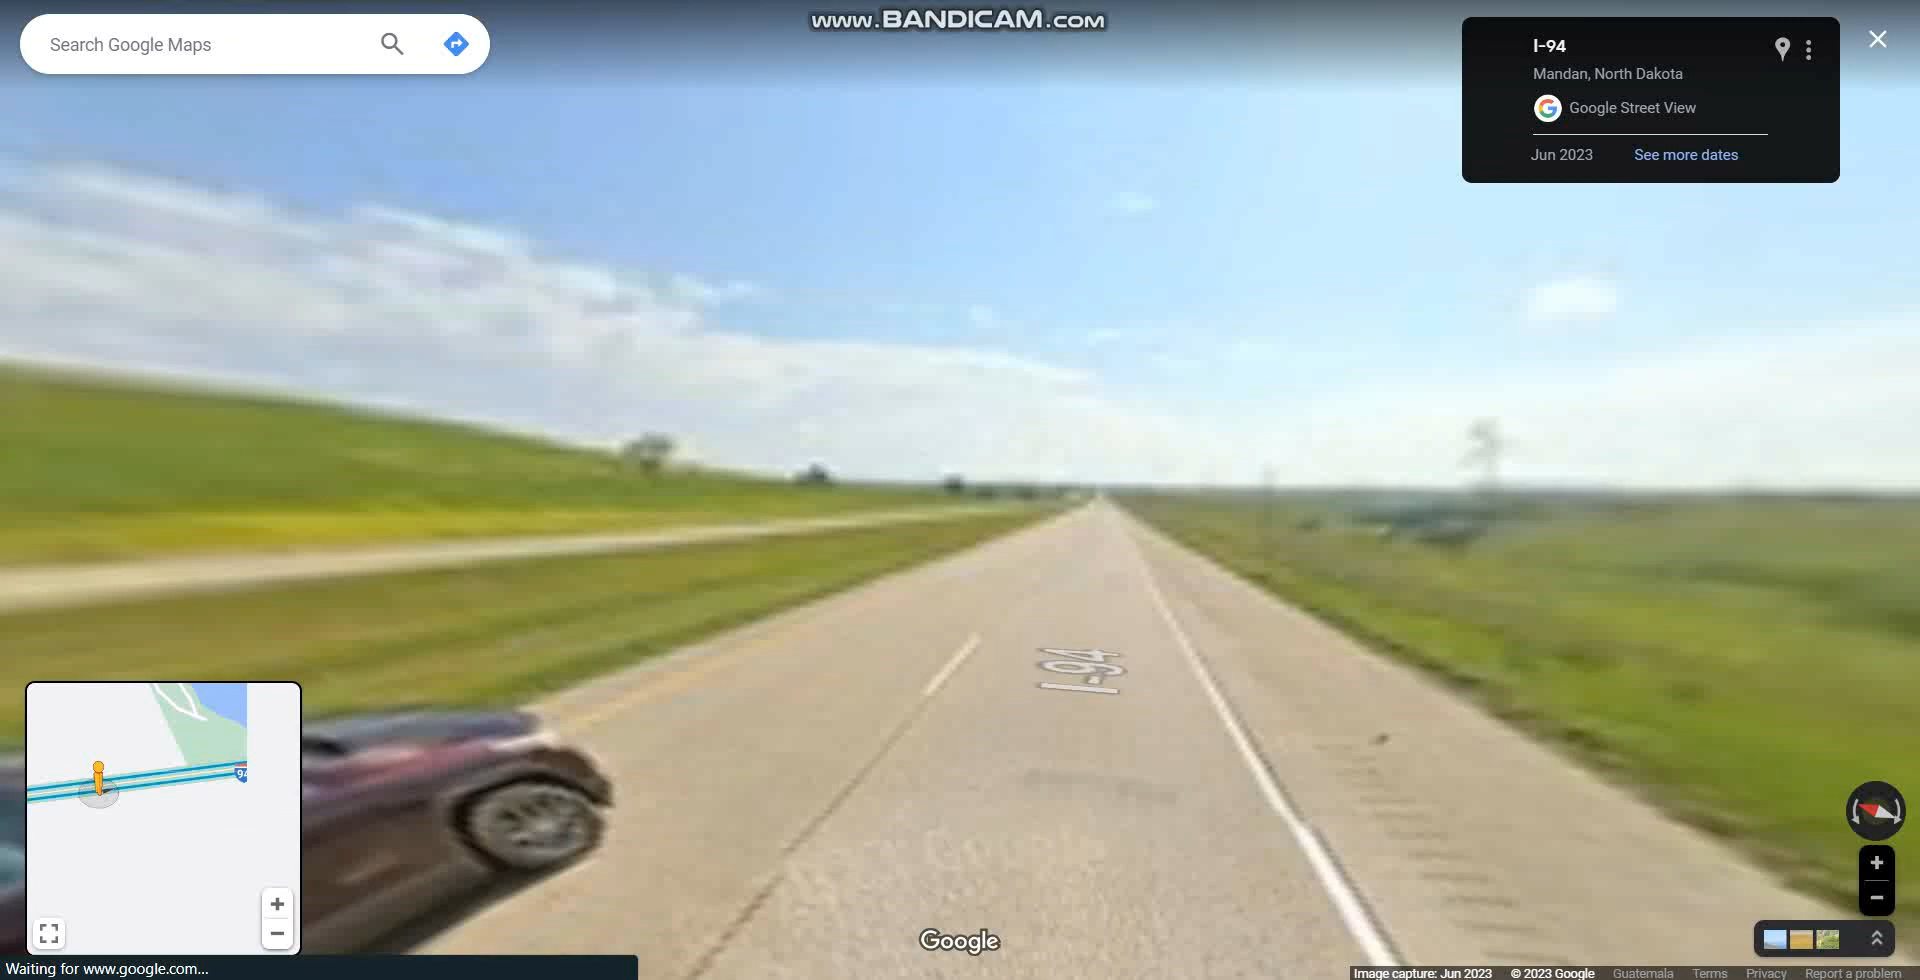 www.BANDICAM.com
Search Google Maps
I-94
Mandan, North Dakota
Google Street View
Jun 2023 See more dates
I-94
94
Google
Waiting for www.google.com...
Image capture: Jun 2023 © 2023 Google Guatemala Terms Privacy Report a problem